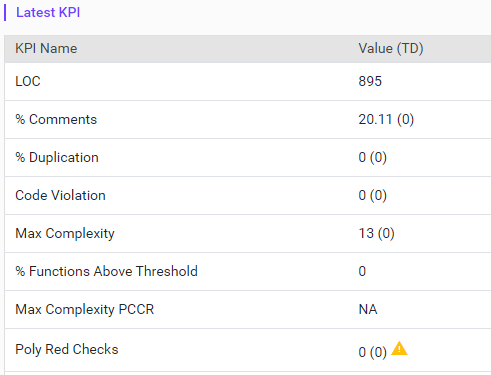 Latest KPI
KPI Name Value (TD)
LOC 895
% Comments 20.11 (0)
% Duplication 0 (0)
Code Violation 0 (0)
Max Complexity 13 (0)
% Functions Above Threshold 0
Max Complexity PCCR NA
Poly Red Checks 0 (0)